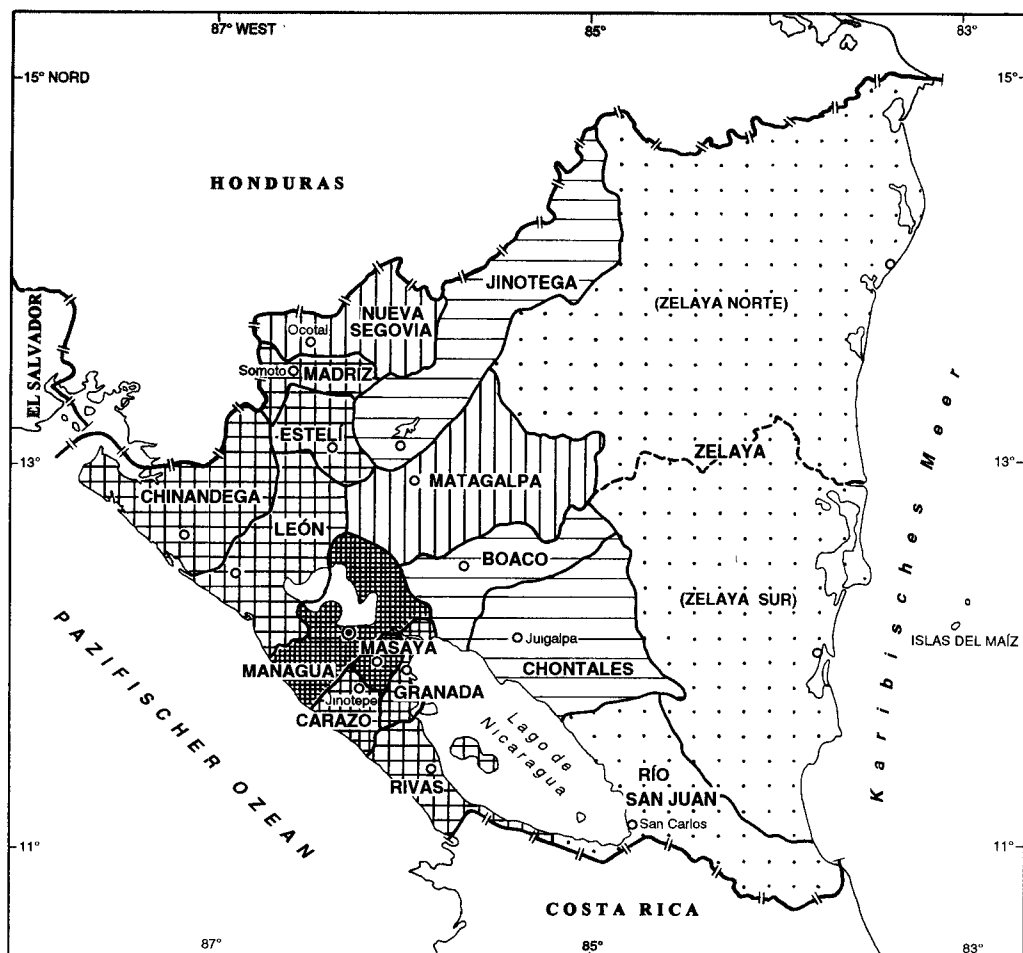 87° WEST
85°
83°
15° NORD
15°
HONDURAS
JINOTEGA
NUEVA
SEGOVIA
(ZELAYA NORTE)
Ocotal
EL SALVADOR
Somoto
MADRÍZ
ESTELÍ
13°
ZELAYA
13°
MATAGALPA
CHINANDEGA
LEÓN
BOACO
Karibisches Meer
(ZELAYA SUR)
Juigalpa
ISLAS DEL MAÍZ
MASAYA
MANAGUA
CHONTALES
GRANADA
Jinotepe
CARAZO
PAZIFISCHER OZEAN
Lago de
Nicaragua
RÍO
SAN JUAN
RIVAS
San Carlos
11°
11°
COSTA RICA
87°
85°
83°